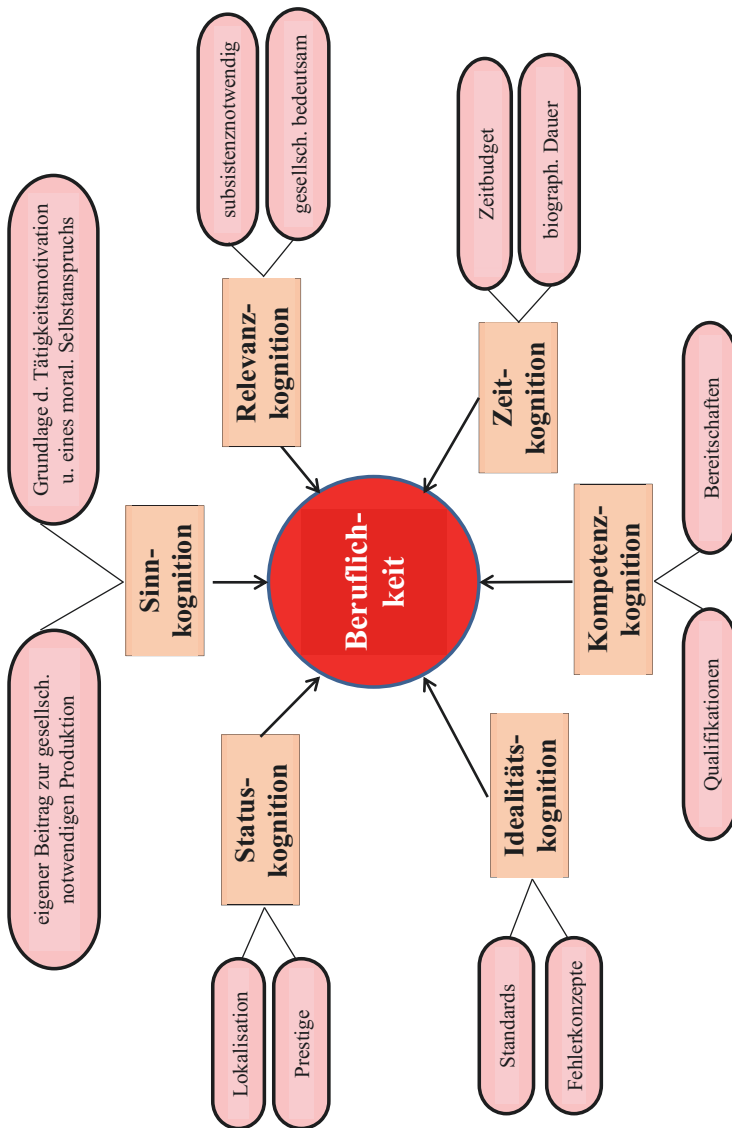 eigener Beitrag zur gesellsch.
notwendigen Produktion
Grundlage d. Tätigkeitsmotivation
u. eines moral. Selbstanspruchs
Sinn-
kognition
Lokalisation
Prestige
Status-
kognition
Relevanz-
kognition
subsistenznotwendig
gesellsch. bedeutsam
Beruflich-
keit
Standards
Fehlerkonzepte
Idealitäts-
kognition
Zeit-
kognition
Zeitbudget
biograph. Dauer
Kompetenz-
kognition
Qualifikationen
Bereitschaften